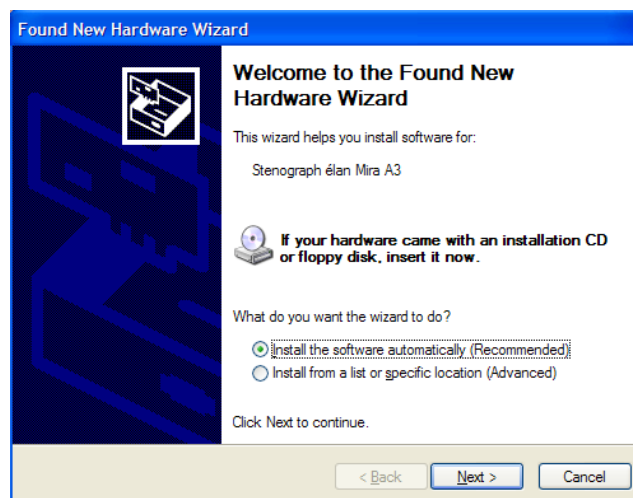 Found New Hardware Wizard
Welcome to the Found New
Hardware Wizard
This wizard helps you install software for:
Stenograph élan Mira A3
If your hardware came with an installation CD
or floppy disk, insert it now.
What do you want the wizard to do?
Install the software automatically (Recommended)
Install from a list or specific location (Advanced)
Click Next to continue.
< Back Next > Cancel